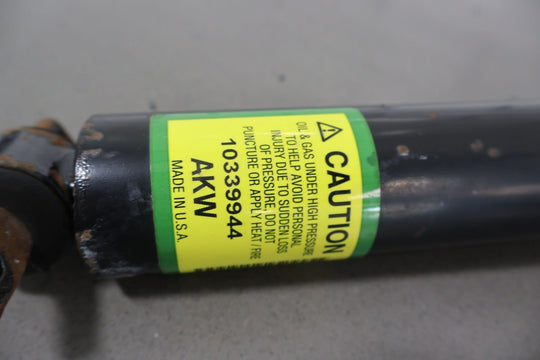 ⚠ CAUTION
OIL & GAS UNDER HIGH PRESSURE
TO HELP AVOID PERSONAL
INJURY DUE TO SUDDEN LOSS
OF PRESSURE, DO NOT
PUNCTURE OR APPLY HEAT / FIRE
10339944
AKW
MADE IN U.S.A.